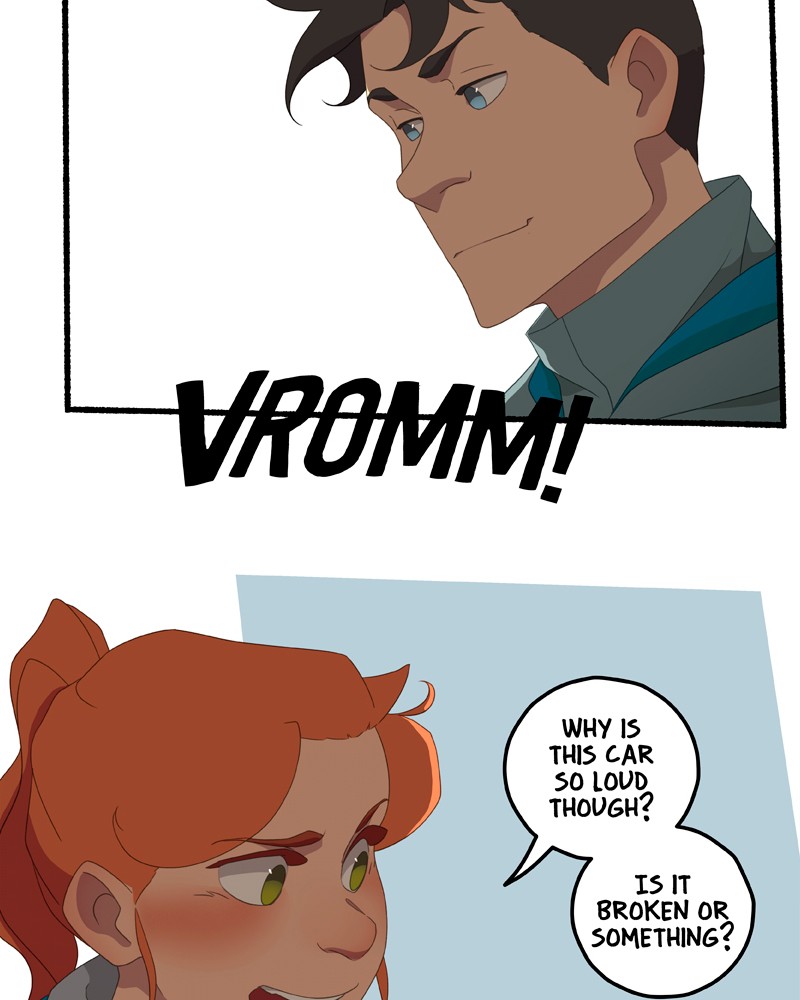 VROMM!
WHY IS
THIS CAR
SO LOUD
THOUGH?
IS IT
BROKEN OR
SOMETHING?